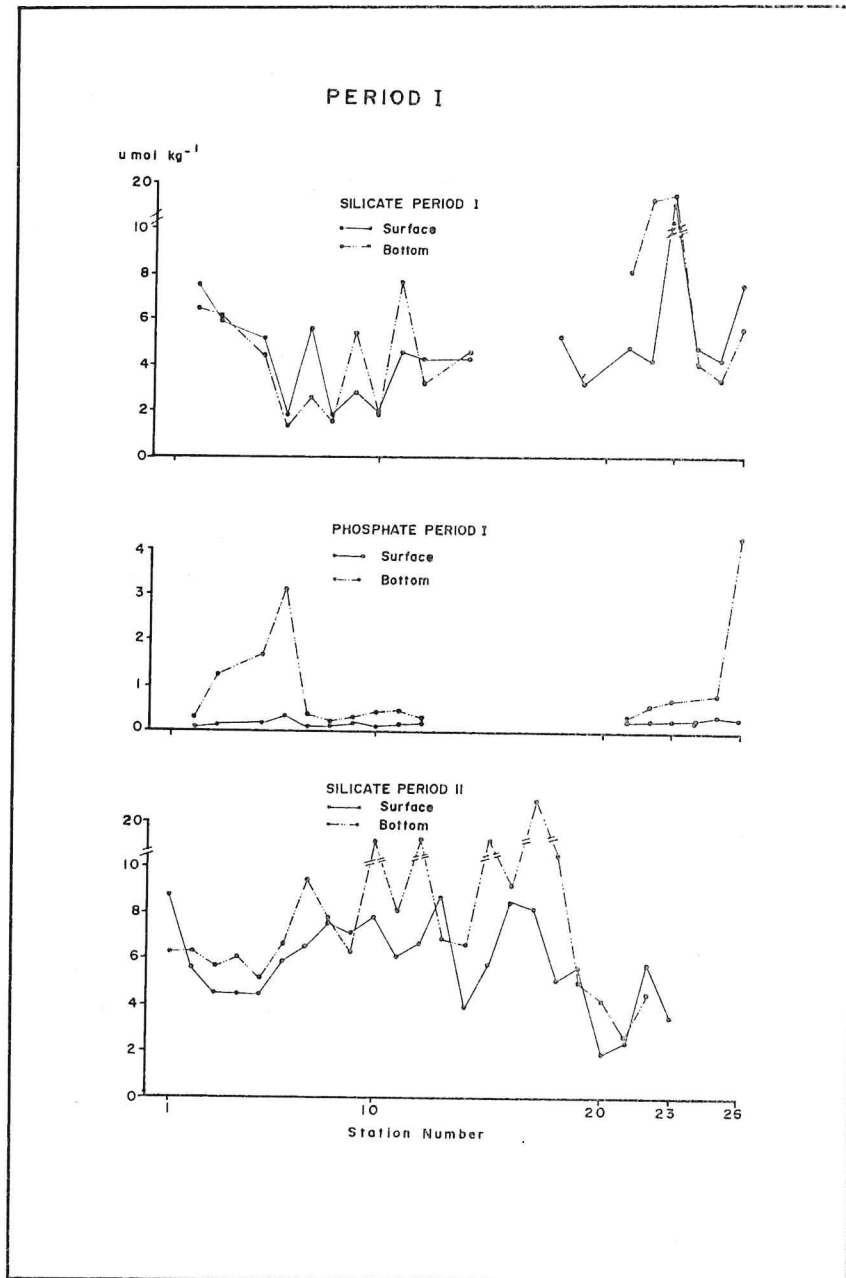 PERIOD I
u mol kg⁻¹
20
10
8
6
4
2
0
SILICATE PERIOD I
Surface
Bottom
PHOSPHATE PERIOD I
Surface
Bottom
4
3
2
1
0
SILICATE PERIOD II
Surface
Bottom
20
10
8
6
4
2
0
1 10 20 23 26
Station Number